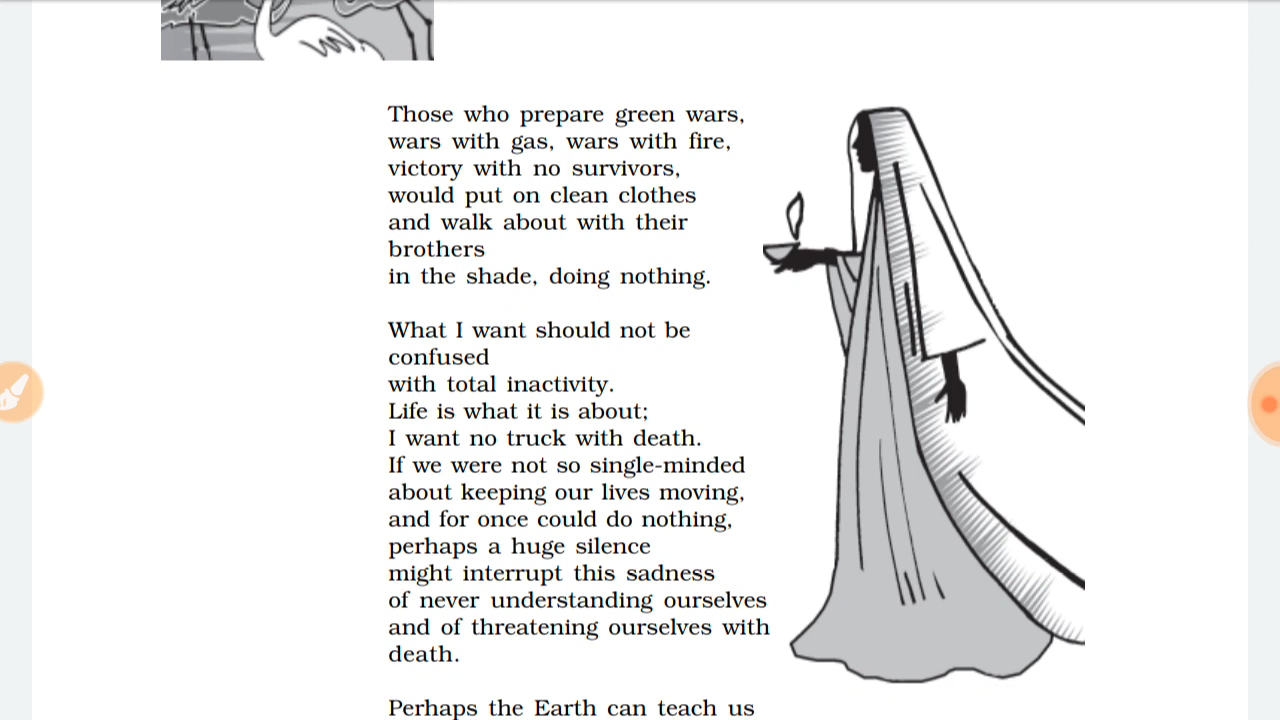 Those who prepare green wars,
wars with gas, wars with fire,
victory with no survivors,
would put on clean clothes
and walk about with their
brothers
in the shade, doing nothing.
What I want should not be
confused
with total inactivity.
Life is what it is about;
I want no truck with death.
If we were not so single-minded
about keeping our lives moving,
and for once could do nothing,
perhaps a huge silence
might interrupt this sadness
of never understanding ourselves
and of threatening ourselves with
death.
Perhaps the Earth can teach us